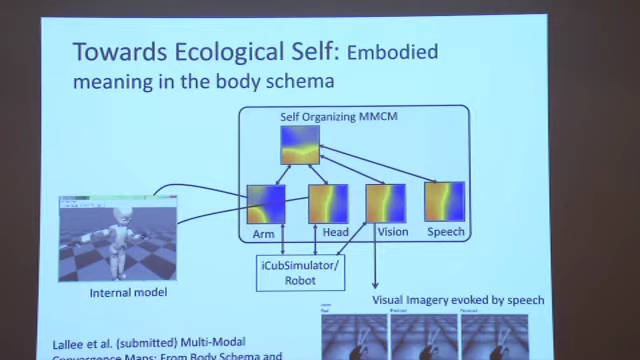 Towards Ecological Self: Embodied
meaning in the body schema
Self Organizing MMCM
Arm
Head
Vision
Speech
iCubSimulator/
Robot
Internal model
Visual Imagery evoked by speech
Lallee et al. (submitted) Multi-Modal
Convergence Maps: From Body Schema and